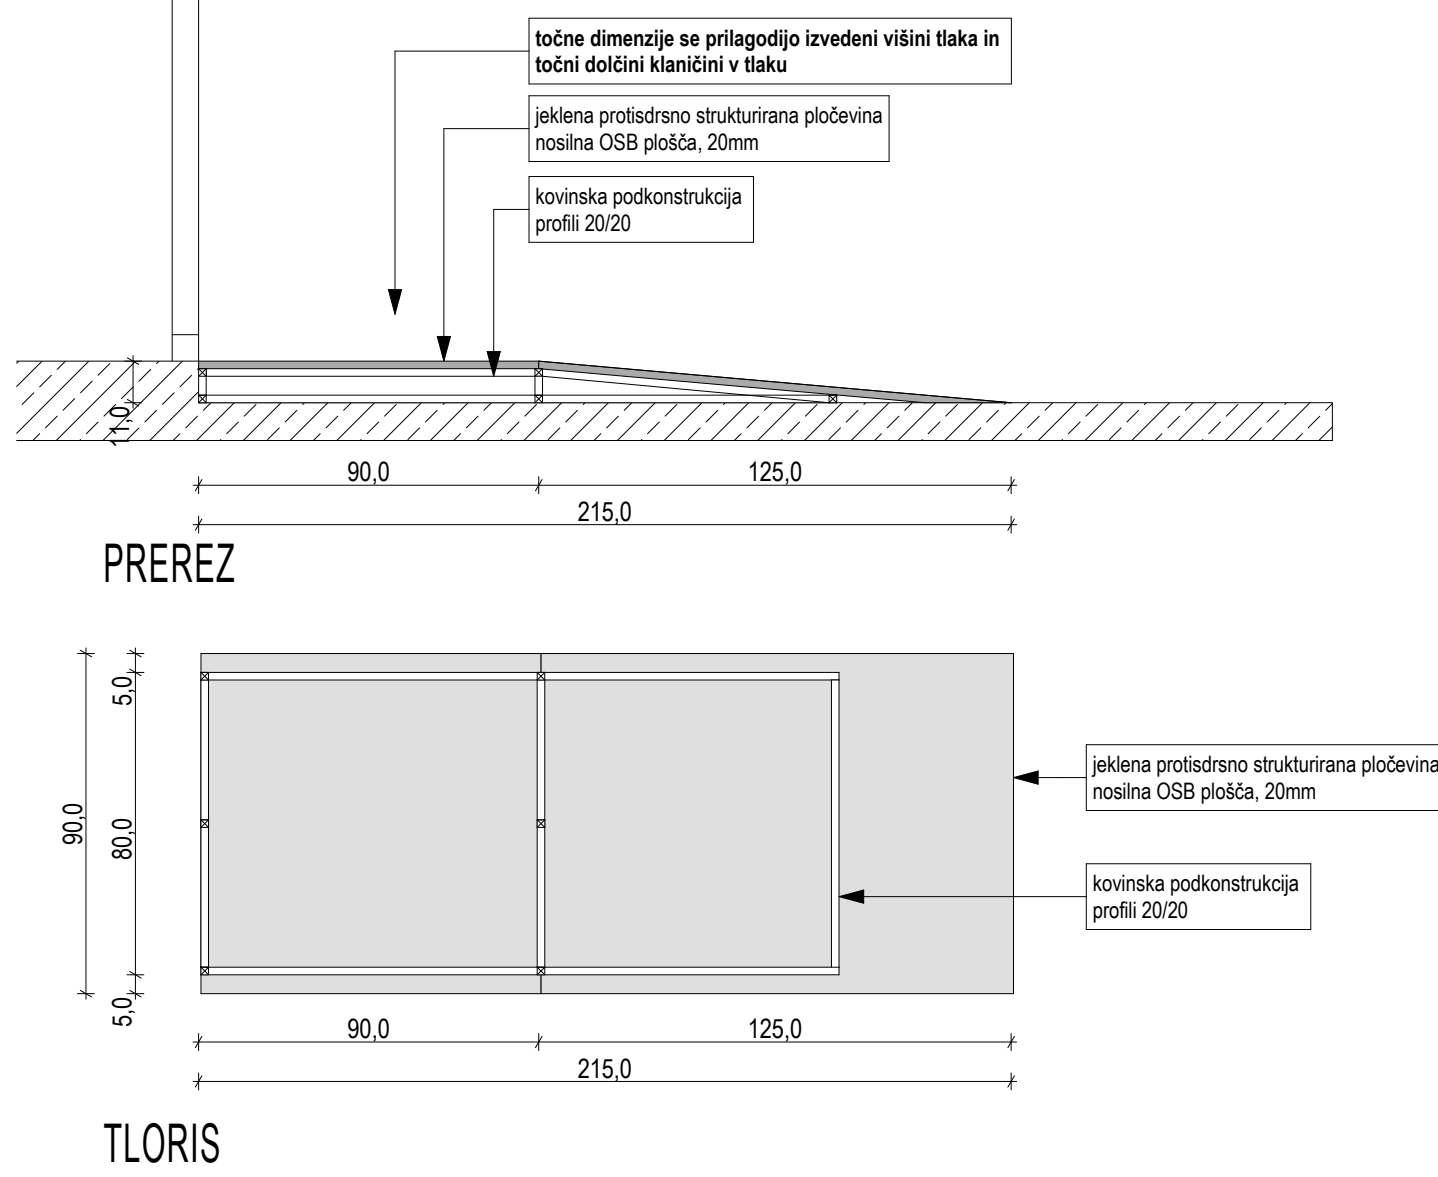 točne dimenzije se prilagodijo izvedeni višini tlaka in
točni dolčini klaničini v tlaku
jeklena protisdrsno strukturirana pločevina
nosilna OSB plošča, 20mm
kovinska podkonstrukcija
profili 20/20
11,0
90,0
125,0
215,0
PREREZ
5,0
90,0
80,0
5,0
jeklena protisdrsno strukturirana pločevina
nosilna OSB plošča, 20mm
kovinska podkonstrukcija
profili 20/20
90,0
125,0
215,0
TLORIS